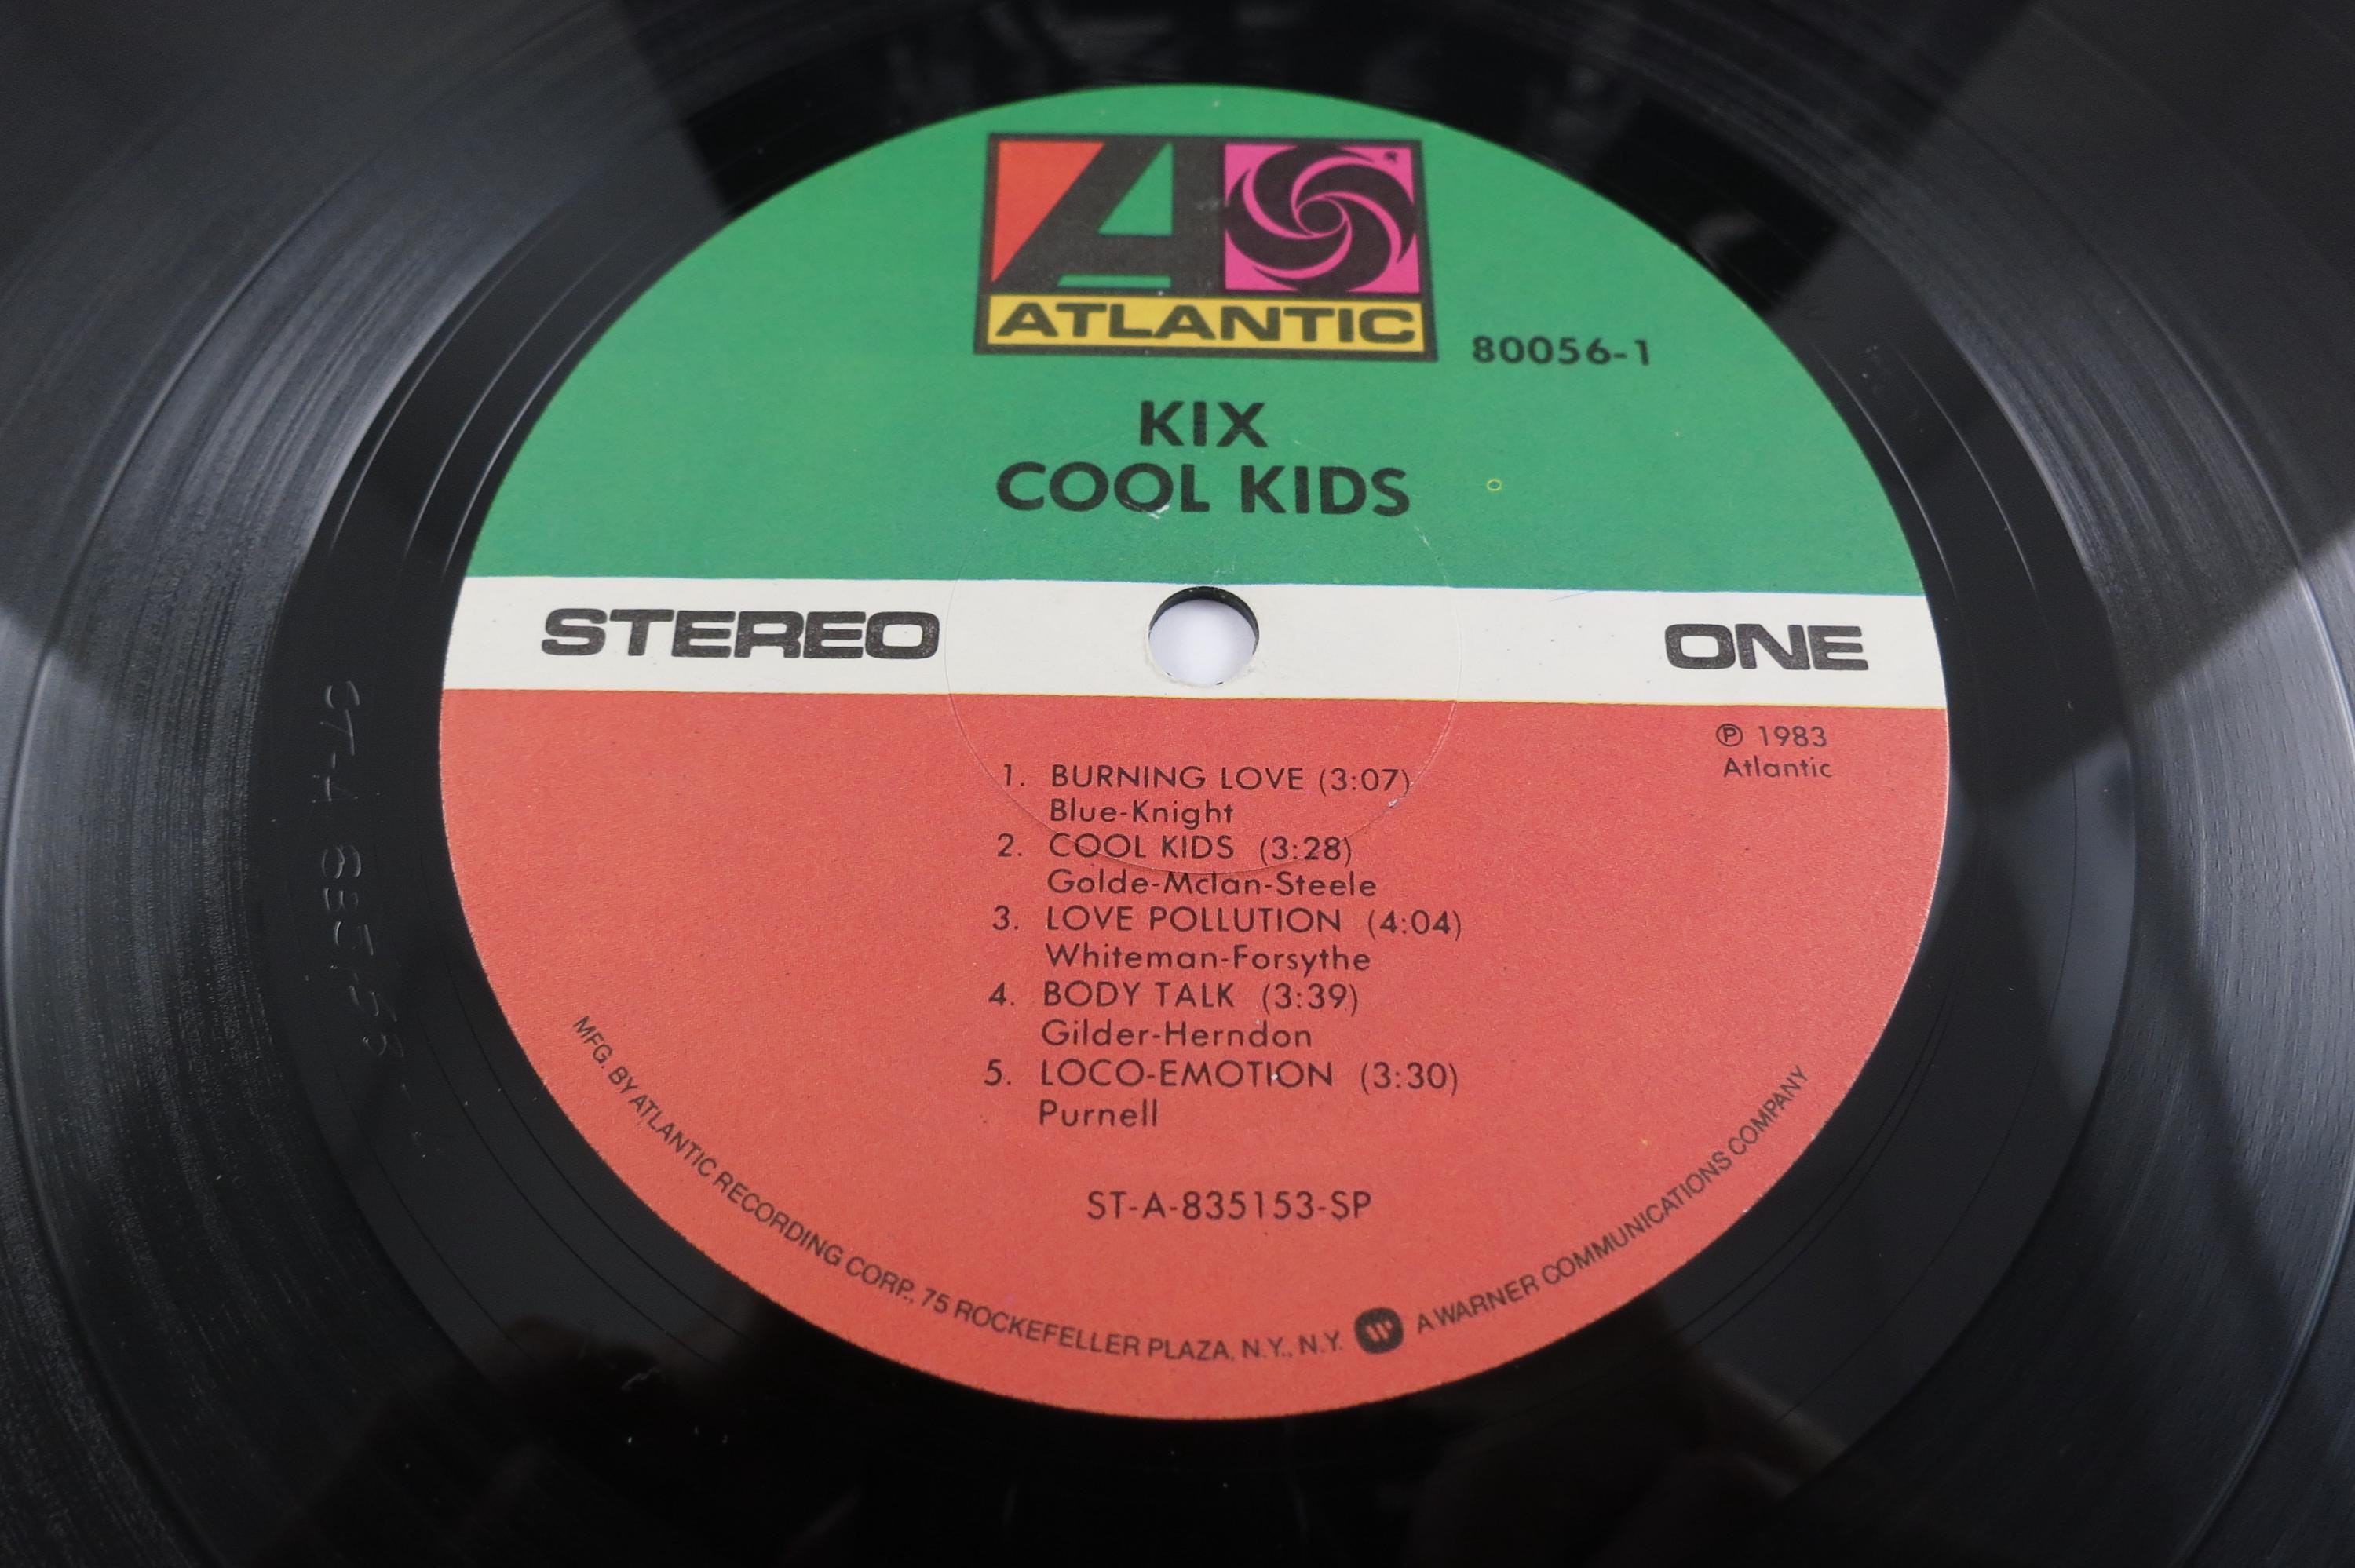 ATLANTIC
80056-1
KIX
COOL KIDS
STEREO
ONE
℗ 1983
Atlantic
1. BURNING LOVE (3:07)
Blue-Knight
2. COOL KIDS (3:28)
Golde-McIan-Steele
3. LOVE POLLUTION (4:04)
Whiteman-Forsythe
4. BODY TALK (3:39)
Gilder-Herndon
5. LOCO-EMOTION (3:30)
Purnell
ST-A-835153-SP
MFG. BY ATLANTIC RECORDING CORP., 75 ROCKEFELLER PLAZA, N.Y., N.Y. A WARNER COMMUNICATIONS COMPANY